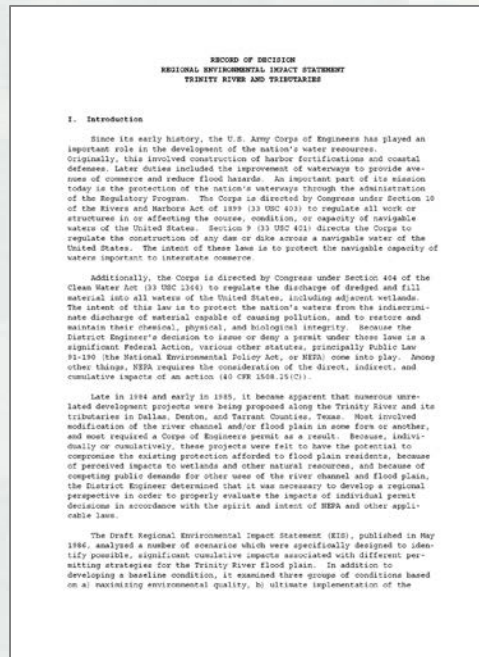 RECORD OF DECISION
REGIONAL ENVIRONMENTAL IMPACT STATEMENT
TRINITY RIVER AND TRIBUTARIES
I. Introduction
Since its early history, the U.S. Army Corps of Engineers has played an
important role in the development of the nation's water resources.
Originally, this involved construction of harbor fortifications and coastal
defenses. Later duties included the improvement of waterways to provide ave-
nues of commerce and reduce flood hazards. An important part of its mission
today is the protection of the nation's waterways through the administration
of the Regulatory Program. The Corps is directed by Congress under Section 10
of the Rivers and Harbors Act of 1899 (33 USC 403) to regulate all work or
structures in or affecting the course, condition, or capacity of navigable
waters of the United States. Section 9 (33 USC 401) directs the Corps to
regulate the construction of any dam or dike across a navigable water of the
United States. The intent of these laws is to protect the navigable capacity of
waters important to interstate commerce.
Additionally, the Corps is directed by Congress under Section 404 of the
Clean Water Act (33 USC 1344) to regulate the discharge of dredged and fill
material into all waters of the United States, including adjacent wetlands.
The intent of this law is to protect the nation's waters from the indiscrimi-
nate discharge of material capable of causing pollution, and to restore and
maintain their chemical, physical, and biological integrity. Because the
District Engineer's decision to issue or deny a permit under these laws is a
significant Federal Action, various other statutes, principally Public Law
91-190 (the National Environmental Policy Act, or NEPA) come into play. Among
other things, NEPA requires the consideration of the direct, indirect, and
cumulative impacts of an action (40 CFR 1508.25(C)).
Late in 1984 and early in 1985, it became apparent that numerous unre-
lated development projects were being proposed along the Trinity River and its
tributaries in Dallas, Denton, and Tarrant Counties, Texas. Most involved
modification of the river channel and/or flood plain in some form or another,
and most required a Corps of Engineers permit as a result. Because, indivi-
dually or cumulatively, these projects were felt to have the potential to
compromise the existing protection afforded to flood plain residents, because
of perceived impacts to wetlands and other natural resources, and because of
competing public demands for other uses of the river channel and flood plain,
the District Engineer determined that it was necessary to develop a regional
perspective in order to properly evaluate the impacts of individual permit
decisions in accordance with the spirit and intent of NEPA and other appli-
cable laws.
The Draft Regional Environmental Impact Statement (EIS), published in May
1986, analyzed a number of scenarios which were specifically designed to iden-
tify possible, significant cumulative impacts associated with different per-
mitting strategies for the Trinity River flood plain. In addition to
developing a baseline condition, it examined three groups of conditions based
on a) maximizing environmental quality, b) ultimate implementation of the